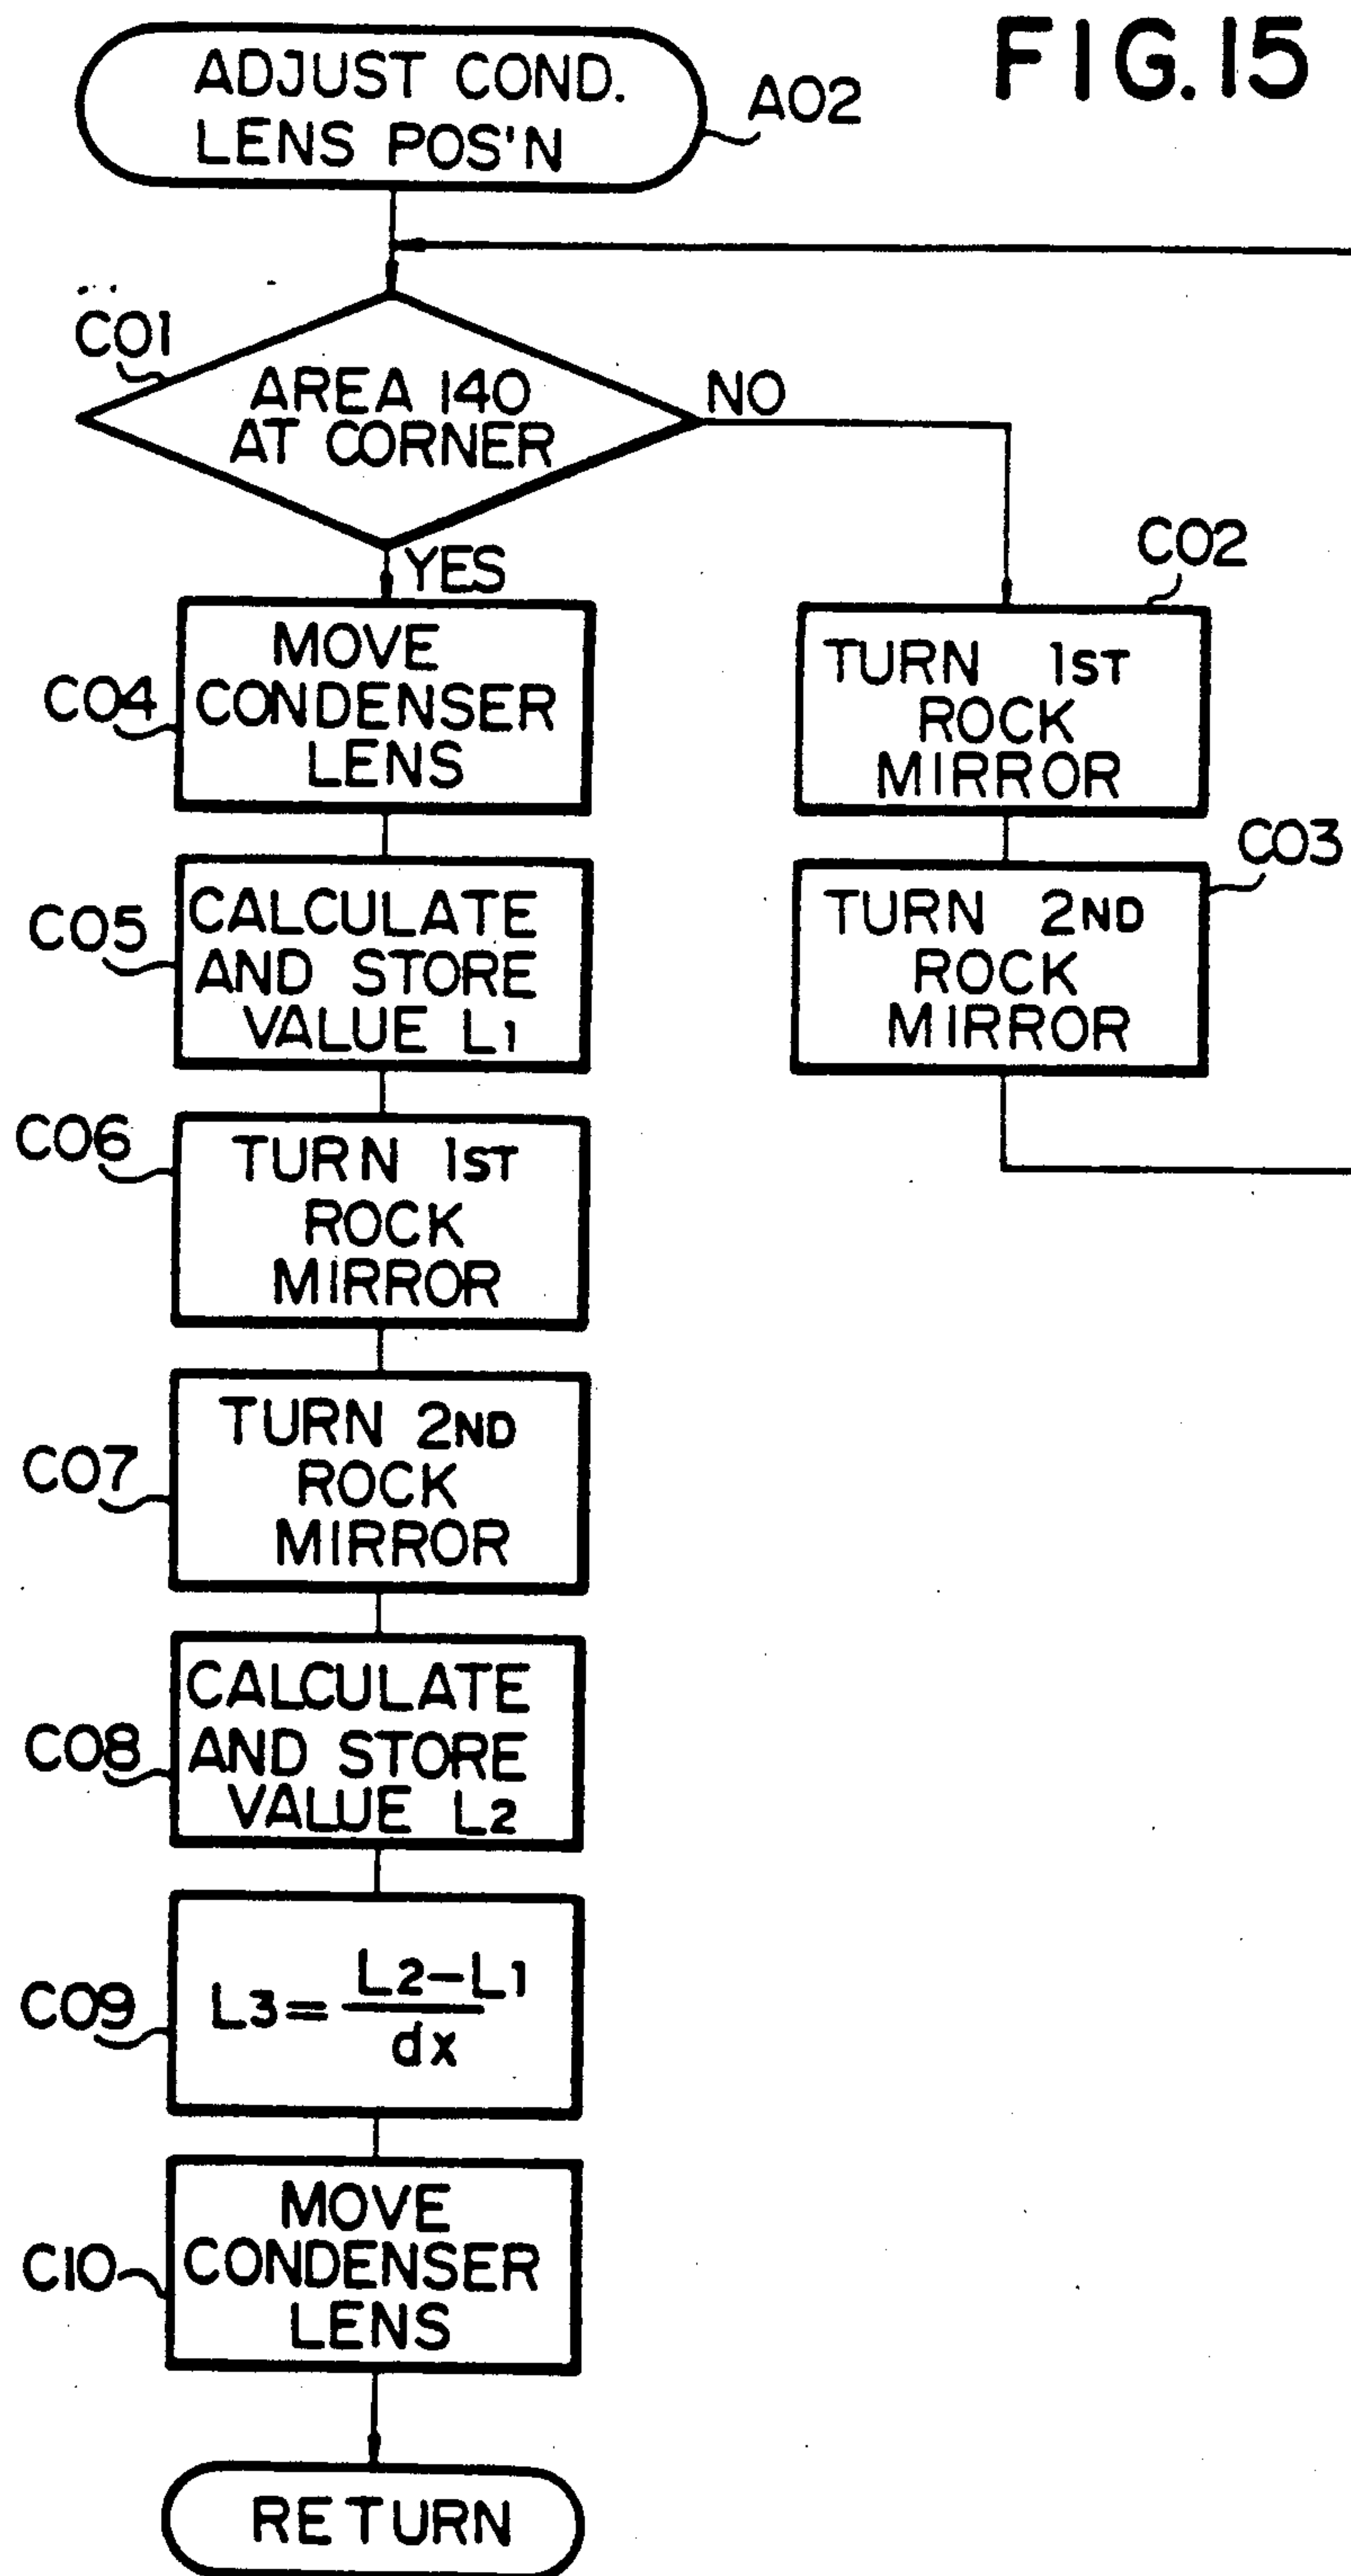 FIG. 15
ADJUST COND.
LENS POS'N
A02
C01
AREA 140
AT CORNER
NO
YES
C02
TURN 1ST
ROCK
MIRROR
C03
TURN 2ND
ROCK
MIRROR
C04
MOVE
CONDENSER
LENS
C05
CALCULATE
AND STORE
VALUE L1
C06
TURN 1ST
ROCK
MIRROR
C07
TURN 2ND
ROCK
MIRROR
C08
CALCULATE
AND STORE
VALUE L2
C09
L3 = L2-L1
dx
C10
MOVE
CONDENSER
LENS
RETURN